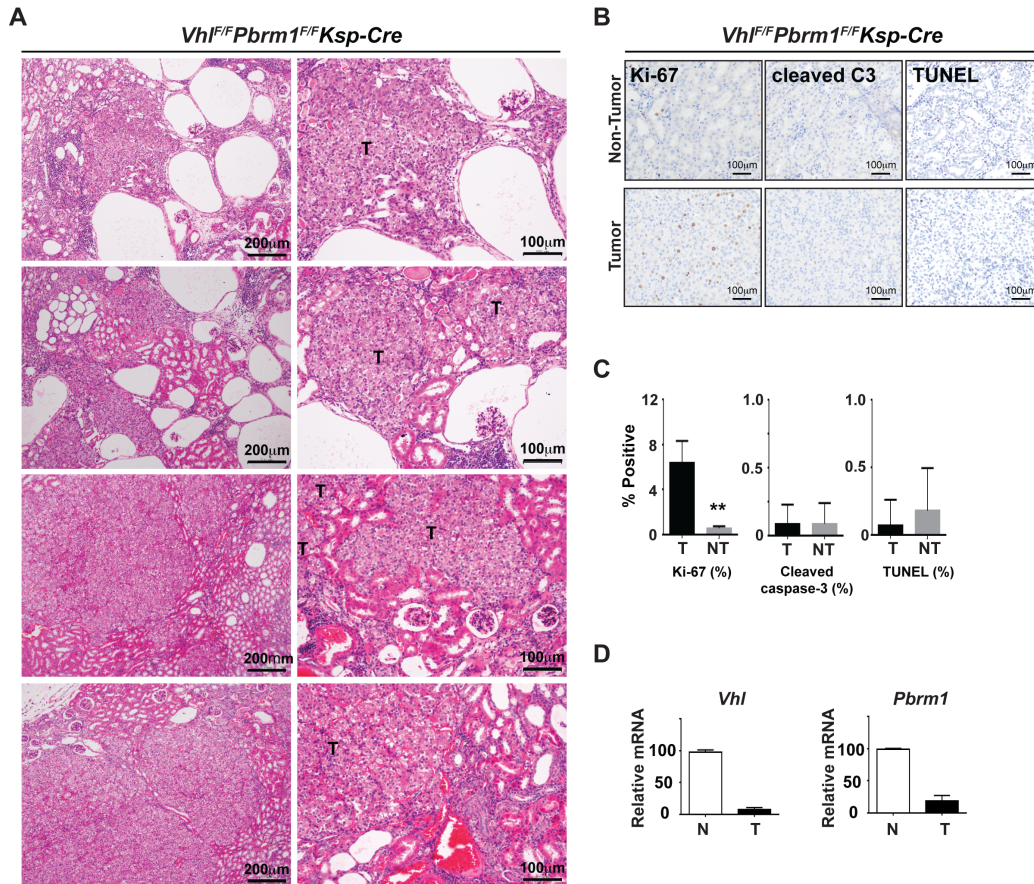 A
Vhl^F/F Pbrm1^F/F Ksp-Cre
T
200μm
100μm
T
T
200μm
100μm
T
T
T
200mm
100μm
T
200μm
100μm
B
Vhl^F/F Pbrm1^F/F Ksp-Cre
Ki-67
cleaved C3
TUNEL
Non-Tumor
100μm
100μm
100μm
Tumor
100μm
100μm
100μm
C
% Positive
12
8
4
0
**
T NT
Ki-67 (%)
1.0
0.5
0
T NT
Cleaved
caspase-3 (%)
1.0
0.5
0
T NT
TUNEL (%)
D
Vhl
Relative mRNA
100
50
0
N T
Pbrm1
Relative mRNA
100
50
0
N T